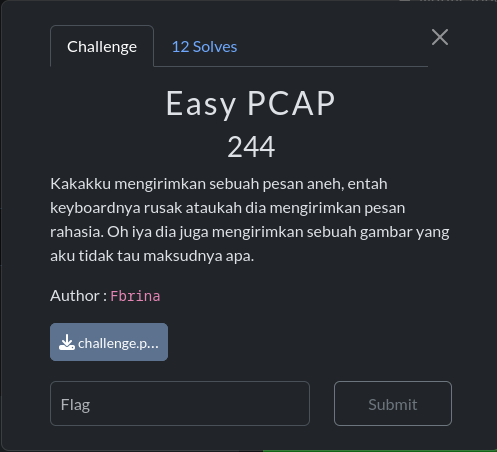 Challenge
12 Solves
Easy PCAP
244
Kakakku mengirimkan sebuah pesan aneh, entah
keyboardnya rusak ataukah dia mengirimkan pesan
rahasia. Oh iya dia juga mengirimkan sebuah gambar yang
aku tidak tau maksudnya apa.
Author : Fbrina
challenge.p...
Flag
Submit